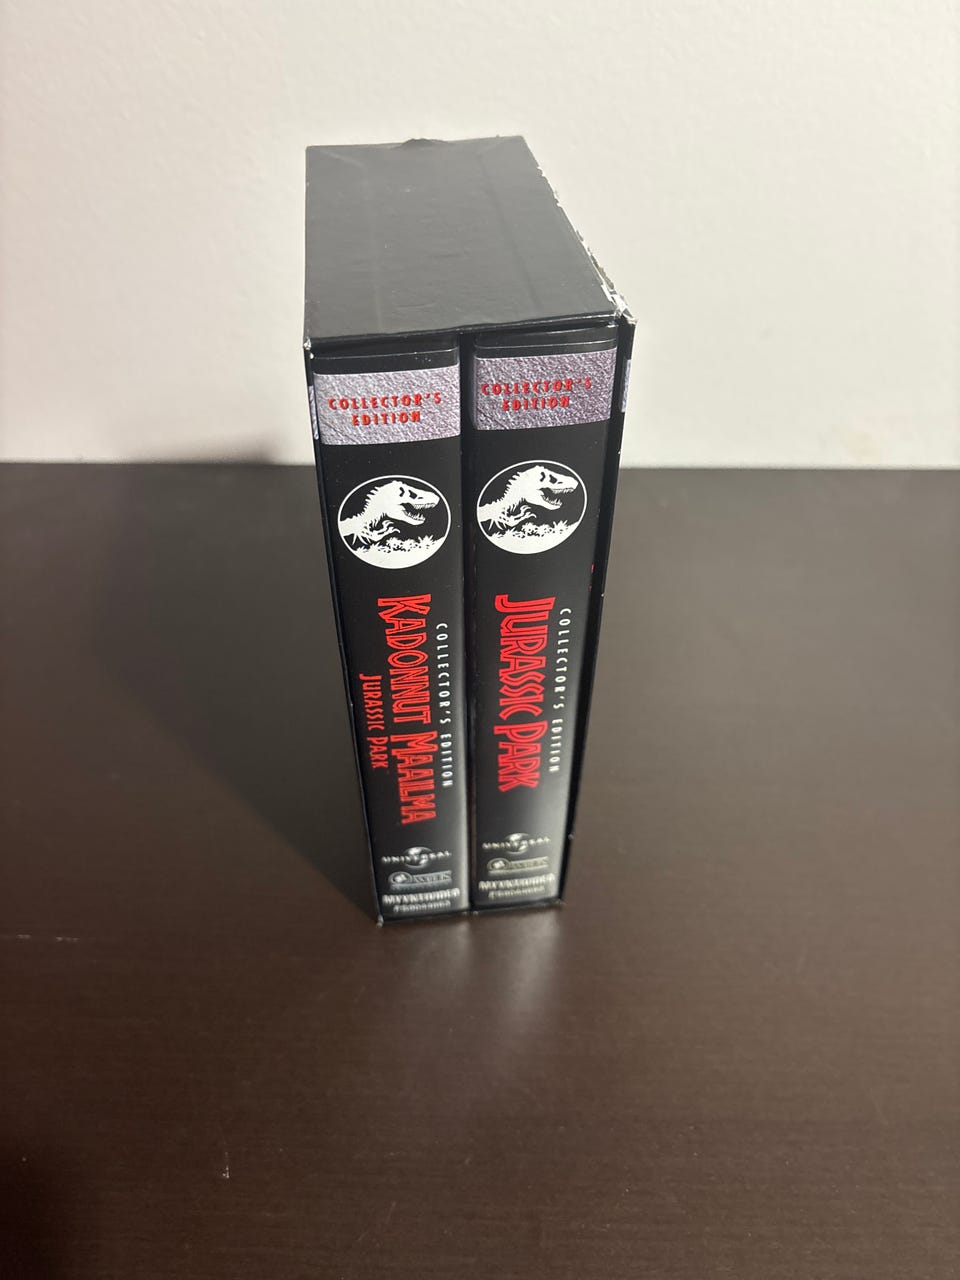 COLLECTOR'S
EDITION
COLLECTOR'S EDITION
KADONNUT MAAILMA
JURASSIC PARK
UNIVERSAL
COLLECTOR'S
EDITION
COLLECTOR'S EDITION
JURASSIC PARK
UNIVERSAL